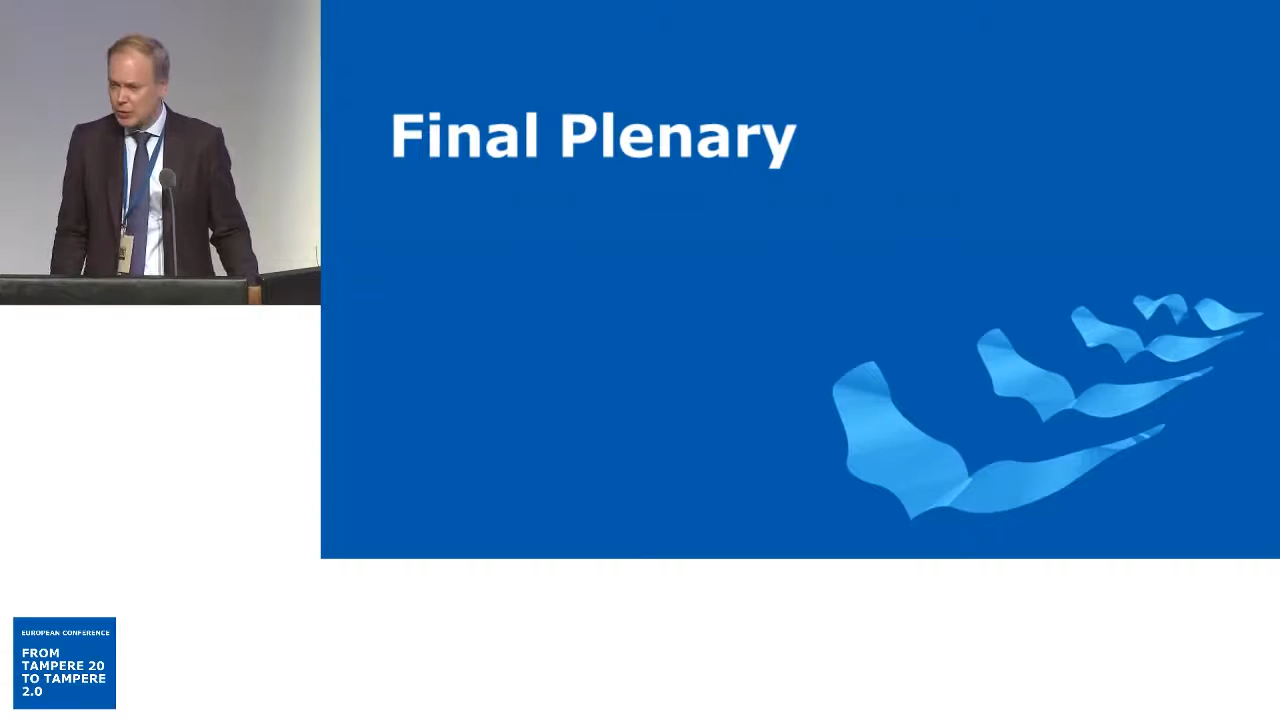 Final Plenary
EUROPEAN CONFERENCE
FROM
TAMPERE 20
TO TAMPERE
2.0